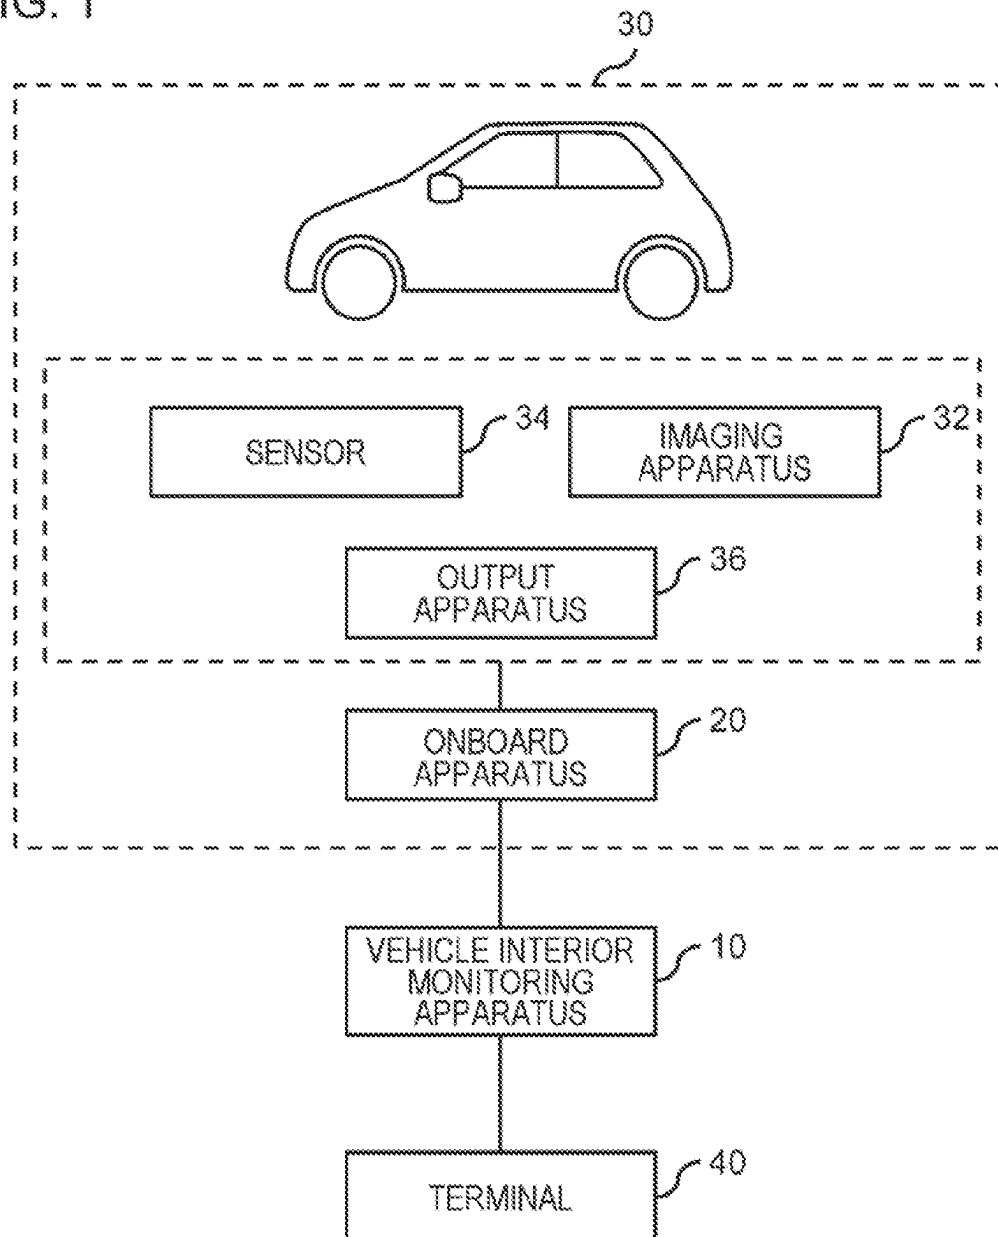 FIG. 1
30
SENSOR
34
IMAGING
APPARATUS
32
OUTPUT
APPARATUS
36
ONBOARD
APPARATUS
20
VEHICLE INTERIOR
MONITORING
APPARATUS
10
TERMINAL
40